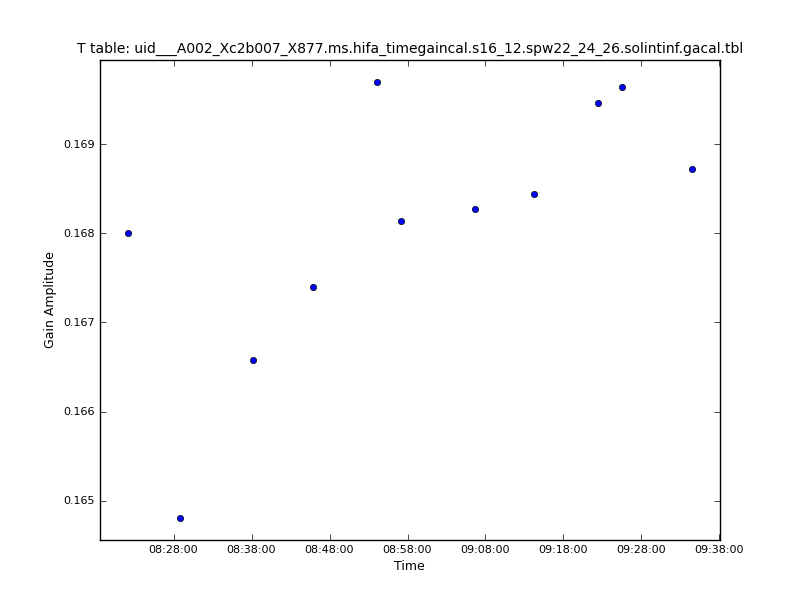 T table: uid___A002_Xc2b007_X877.ms.hifa_timegaincal.s16_12.spw22_24_26.solintinf.gacal.tbl
Gain Amplitude
0.169
0.168
0.167
0.166
0.165
08:28:00 08:38:00 08:48:00 08:58:00 09:08:00 09:18:00 09:28:00 09:38:00
Time